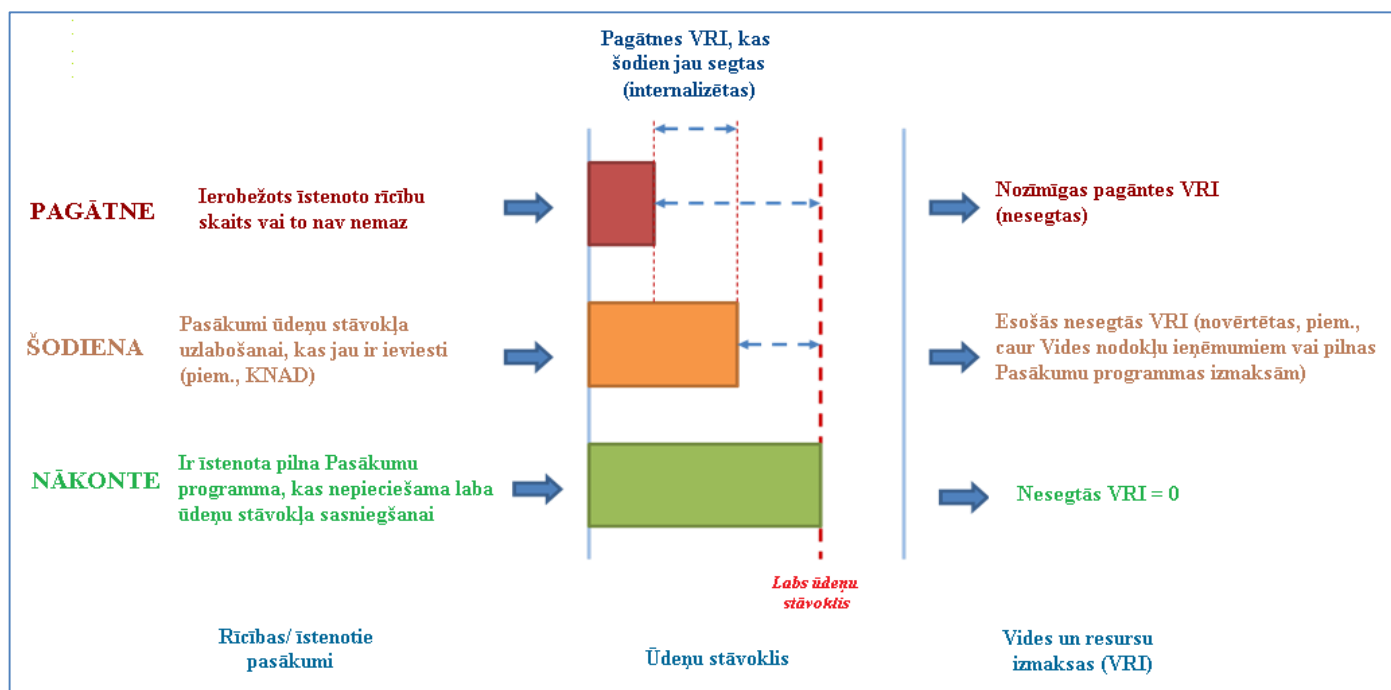 Pagātnes VRI, kas
šodien jau segtas
(internalizētas)
PAGĀTNE
Ierobežots īstenoto rīcību
skaits vai to nav nemaz
Nozīmīgas pagāntes VRI
(nesegtas)
ŠODIENA
Pasākumi ūdeņu stāvokļa
uzlabošanai, kas jau ir ieviesti
(piem., KNAD)
Esošās nesegtās VRI (novērtētas, piem.,
caur Vides nodokļu ieņēmumiem vai pilnas
Pasākumu programmas izmaksām)
NĀKONTE
Ir īstenota pilna Pasākumu
programma, kas nepieciešama laba
ūdeņu stāvokļa sasniegšanai
Nesegtās VRI = 0
Labs ūdeņu
stāvoklis
Rīcības/ īstenotie
pasākumi
Ūdeņu stāvoklis
Vides un resursu
izmaksas (VRI)